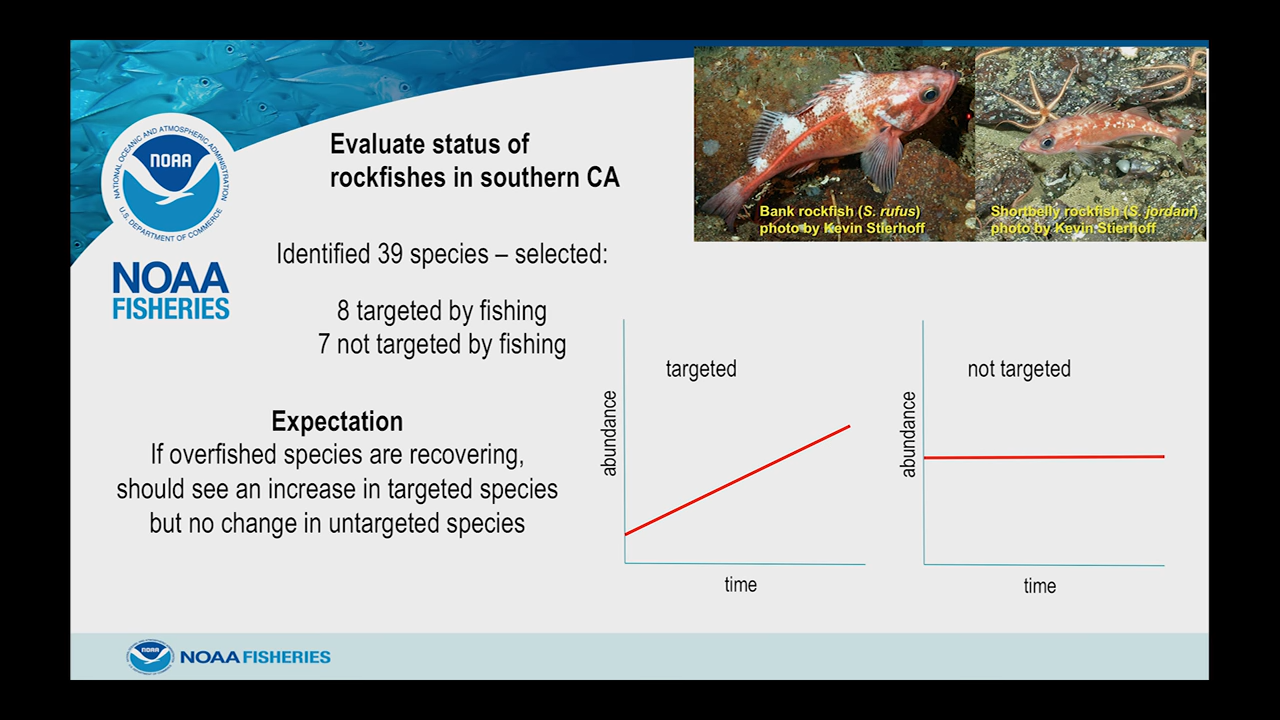 NATIONAL OCEANIC AND ATMOSPHERIC ADMINISTRATION
NOAA
U.S. DEPARTMENT OF COMMERCE
NOAA
FISHERIES
Evaluate status of
rockfishes in southern CA
Bank rockfish (S. rufus)
photo by Kevin Stierhoff
Shortbelly rockfish (S. jordani)
photo by Kevin Stierhoff
Identified 39 species – selected:
8 targeted by fishing
7 not targeted by fishing
Expectation
If overfished species are recovering,
should see an increase in targeted species
but no change in untargeted species
targeted
abundance
time
not targeted
abundance
time
NOAA
NOAA FISHERIES